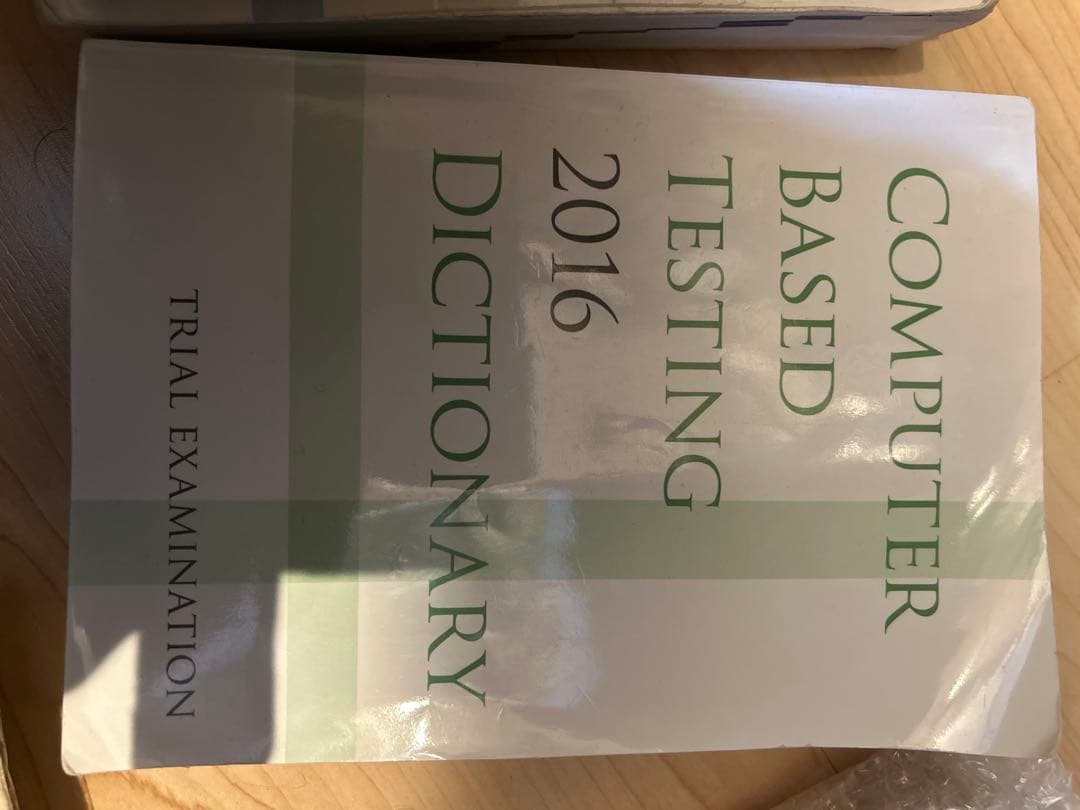 COMPUTER
BASED
TESTING
2016
DICTIONARY
TRIAL EXAMINATION